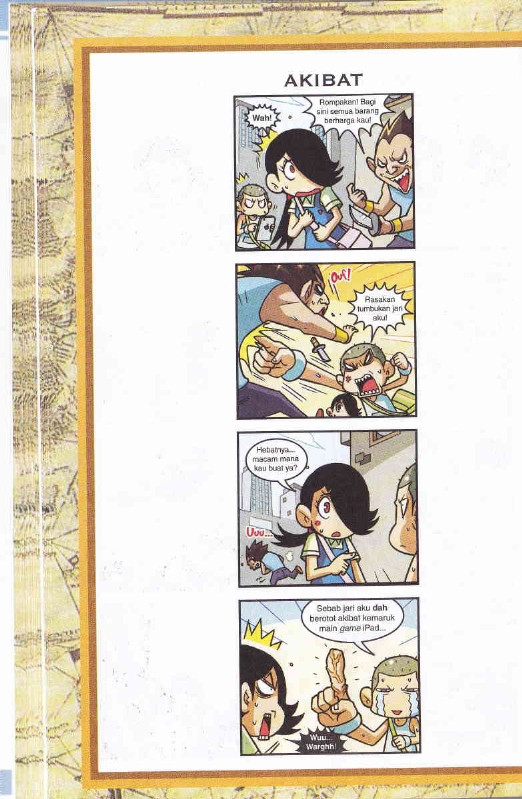 AKIBAT
Wah!
Rompakan! Bagi
sini semua barang
berharga kau!
Ouf!
Rasakan
tumbukan jari
aku!
Hebatnya...
macam mana
kau buat ya?
Uuu...
Sebab jari aku dah
berotot akibat kemaruk
main game iPad...
Wuu...
Warghh!